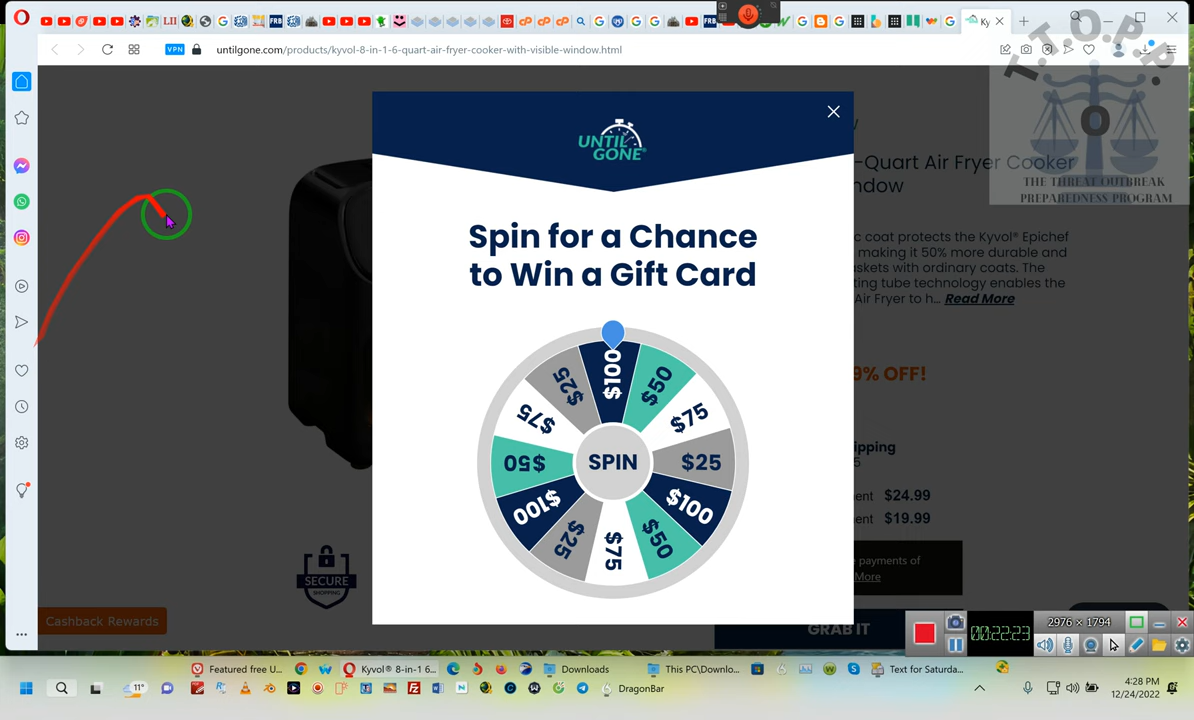 untilgone.com/products/kyvol-8-in-1-6-quart-air-fryer-cooker-with-visible-window.html
VPN
Ky
T.T.O.P.P.
O
THE THREAT OUTBREAK
PREPAREDNESS PROGRAM
UNTIL
GONE
Spin for a Chance
to Win a Gift Card
$100
$50
$75
$25
$100
$50
$75
$25
$100
$50
$75
$25
SPIN
-Quart Air Fryer Cooker
ndow
c coat protects the Kyvol® Epichef
making it 50% more durable and
askets with ordinary coats. The
ting tube technology enables the
Air Fryer to h... Read More
9% OFF!
ipping
5
ent $24.99
ent $19.99
e payments of
More
GRAB IT
SECURE
SHOPPING
Cashback Rewards
00:22:23
2976 × 1794
Featured free U...
Kyvol® 8-in-1 6...
Downloads
This PC\Downlo...
Text for Saturda...
11°
DragonBar
4:28 PM
12/24/2022